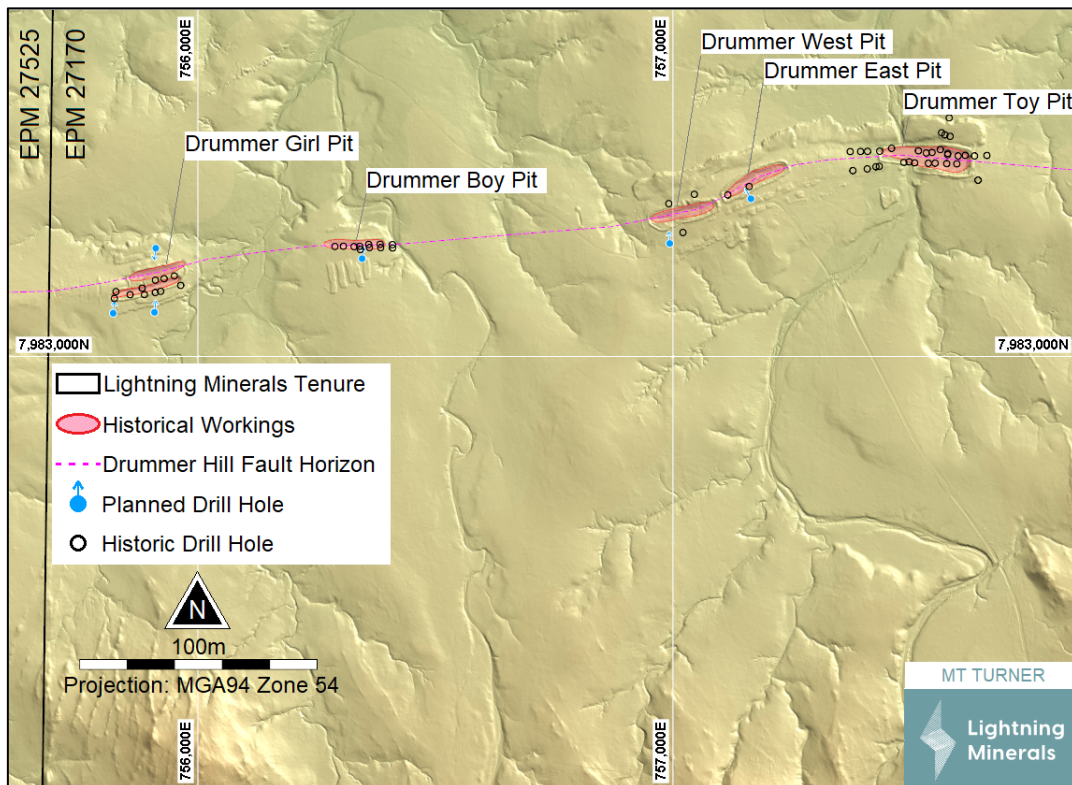 EPM 27525
EPM 27170
756,000E
757,000E
Drummer West Pit
Drummer East Pit
Drummer Toy Pit
Drummer Girl Pit
Drummer Boy Pit
7,983,000N
7,983,000N
Lightning Minerals Tenure
Historical Workings
Drummer Hill Fault Horizon
Planned Drill Hole
Historic Drill Hole
N
100m
Projection: MGA94 Zone 54
756,000E
757,000E
MT TURNER
Lightning
Minerals